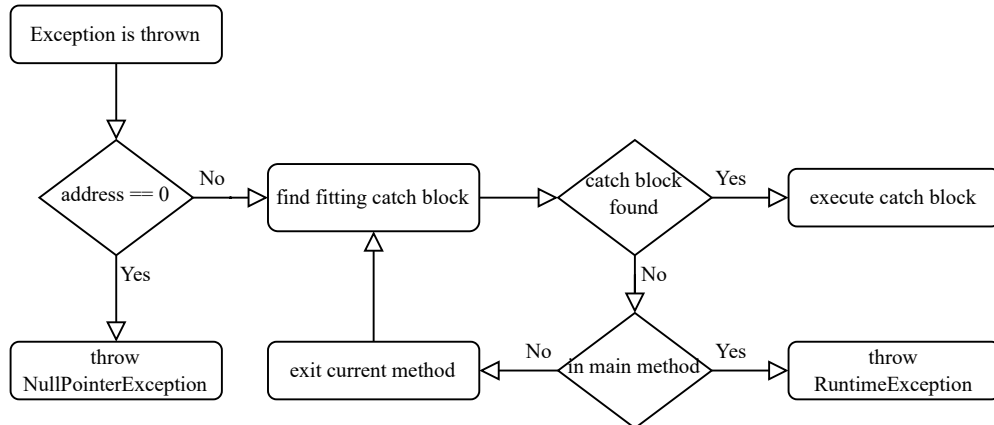 Exception is thrown
address == 0
No
find fitting catch block
catch block
found
Yes
execute catch block
Yes
No
throw
NullPointerException
exit current method
No
in main method
Yes
throw
RuntimeException